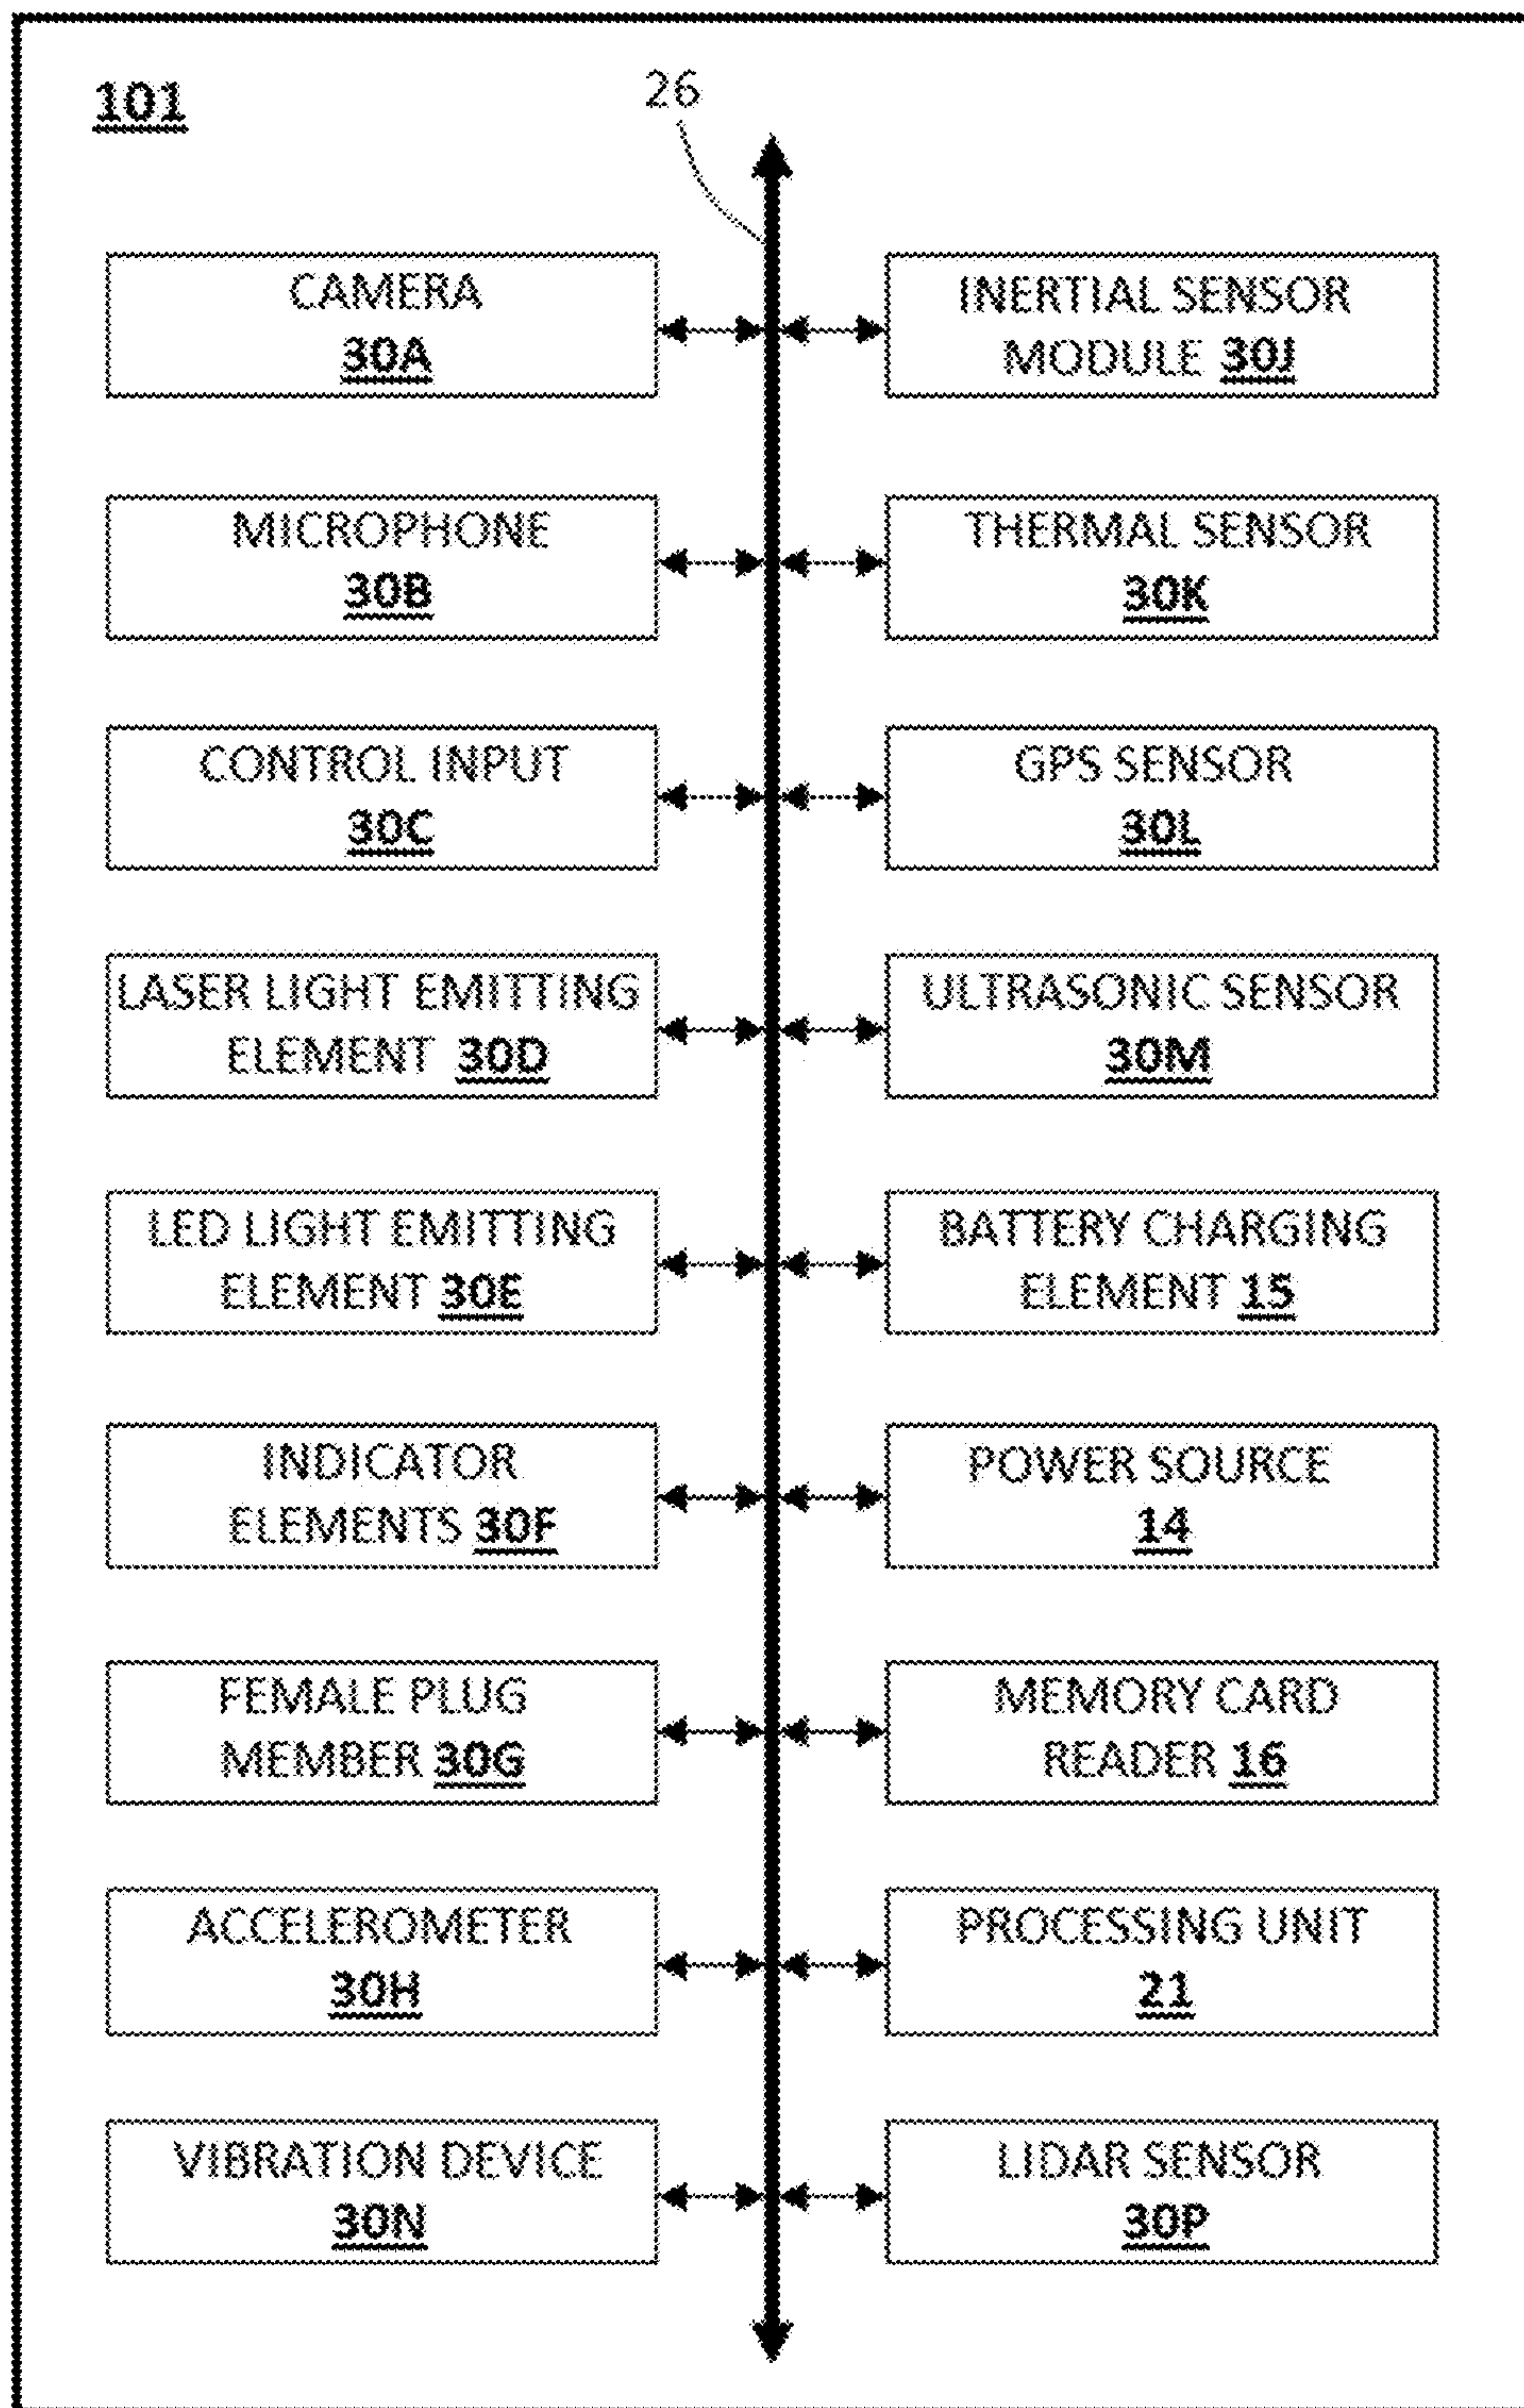 101
26
CAMERA
30A
INERTIAL SENSOR
MODULE 30J
MICROPHONE
30B
THERMAL SENSOR
30K
CONTROL INPUT
30C
GPS SENSOR
30L
LASER LIGHT EMITTING
ELEMENT 30D
ULTRASONIC SENSOR
30M
LED LIGHT EMITTING
ELEMENT 30E
BATTERY CHARGING
ELEMENT 15
INDICATOR
ELEMENTS 30F
POWER SOURCE
14
FEMALE PLUG
MEMBER 30G
MEMORY CARD
READER 16
ACCELEROMETER
30H
PROCESSING UNIT
21
VIBRATION DEVICE
30N
LIDAR SENSOR
30P